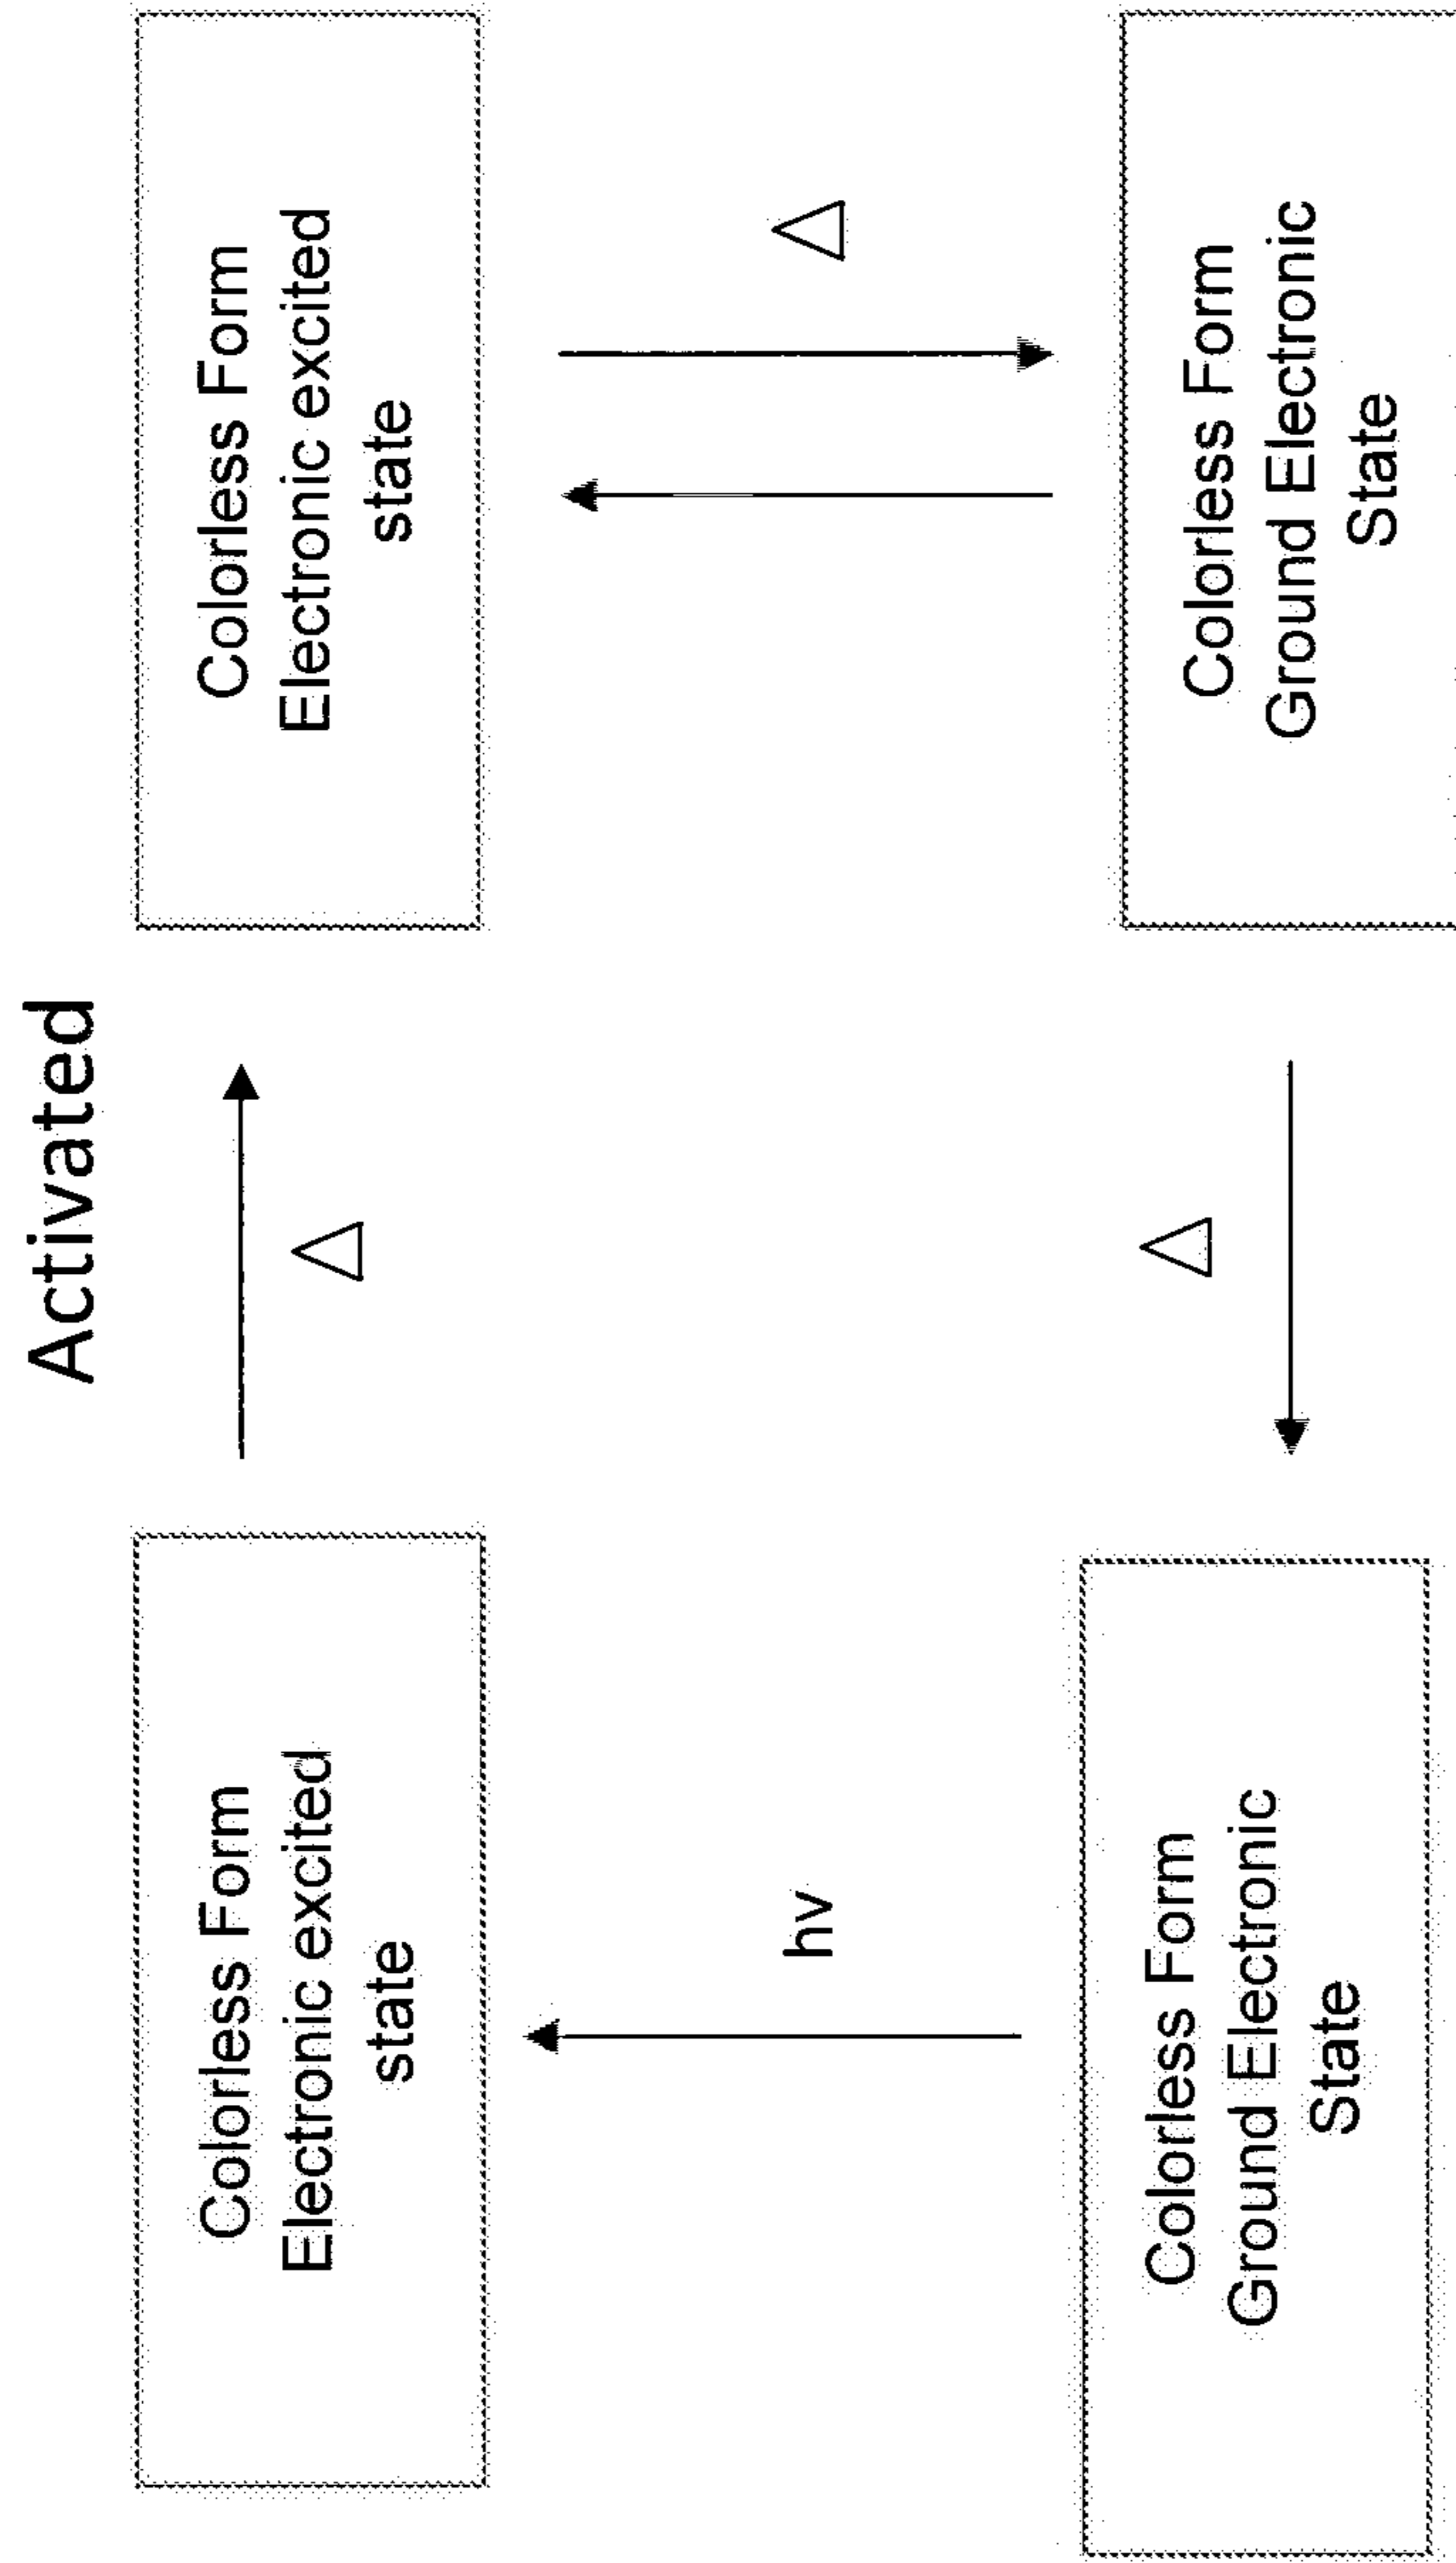 Activated
Colorless Form
Electronic excited
state
△
Colorless Form
Electronic excited
state
hv
△
△
Colorless Form
Ground Electronic
State
Colorless Form
Ground Electronic
State